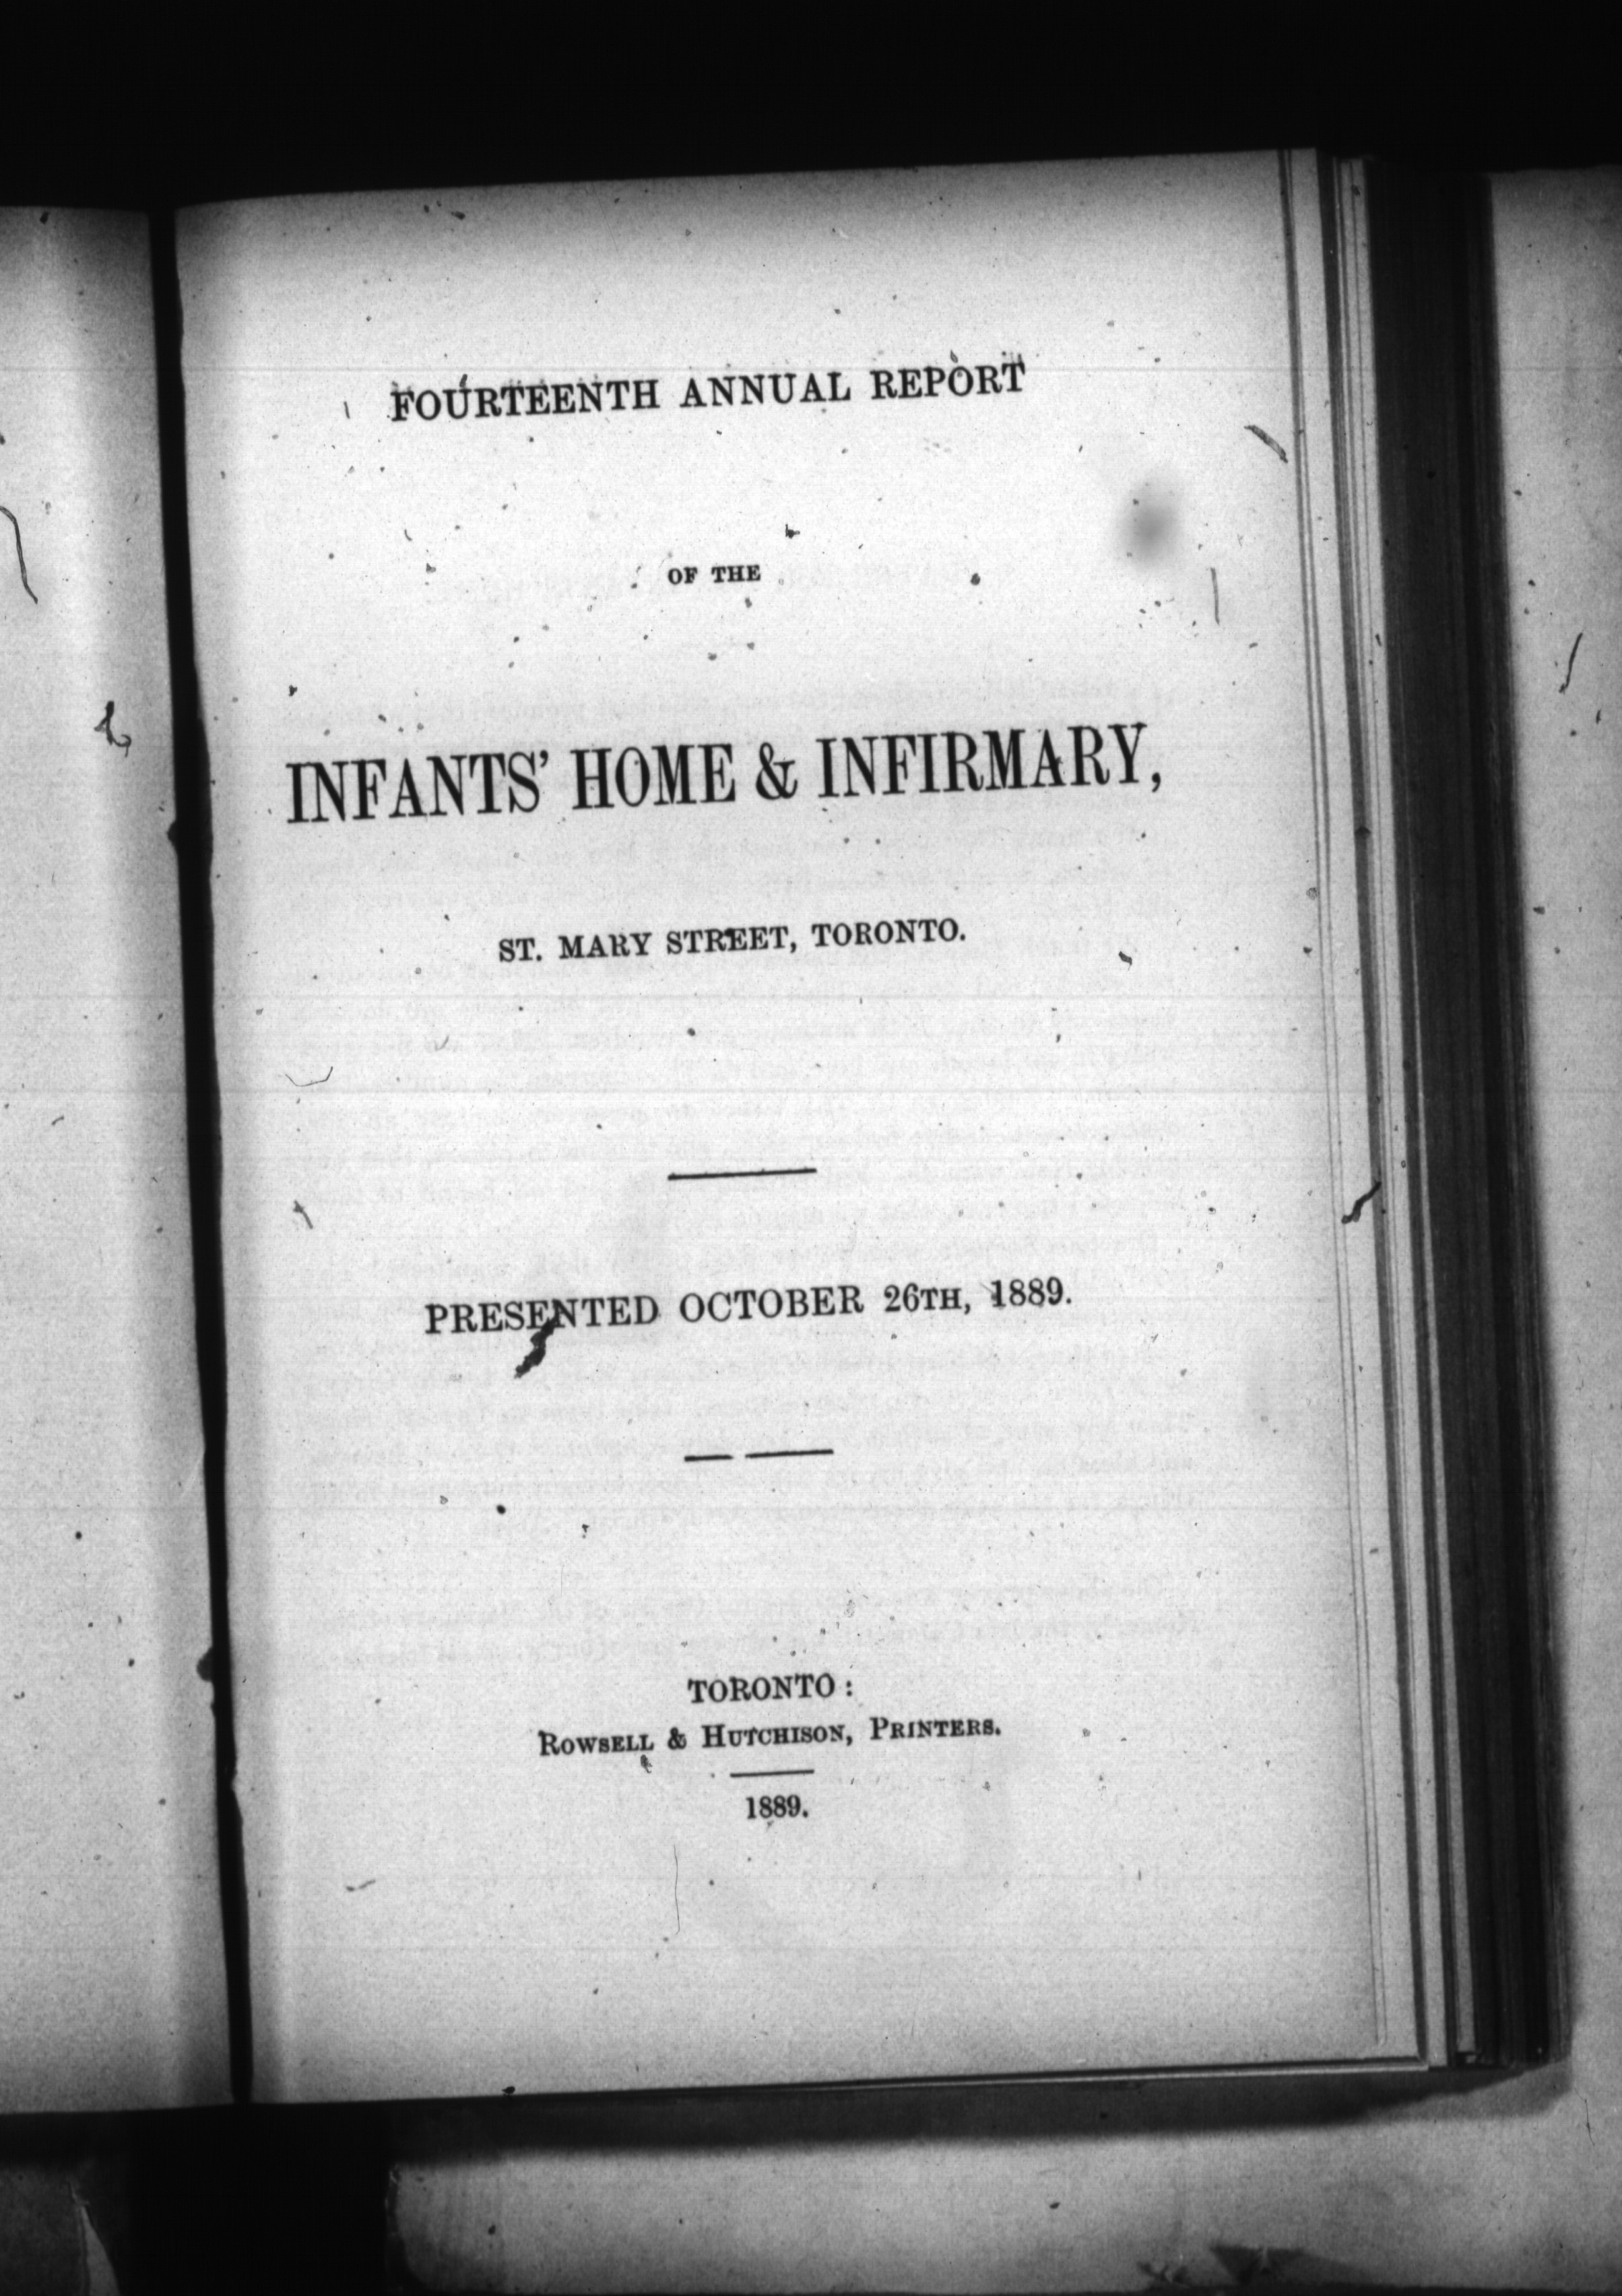 FOURTEENTH ANNUAL REPORT
OF THE
INFANTS' HOME & INFIRMARY,
ST. MARY STREET, TORONTO.
PRESENTED OCTOBER 26TH, 1889.
TORONTO:
ROWSELL & HUTCHISON, PRINTERS.
1889.